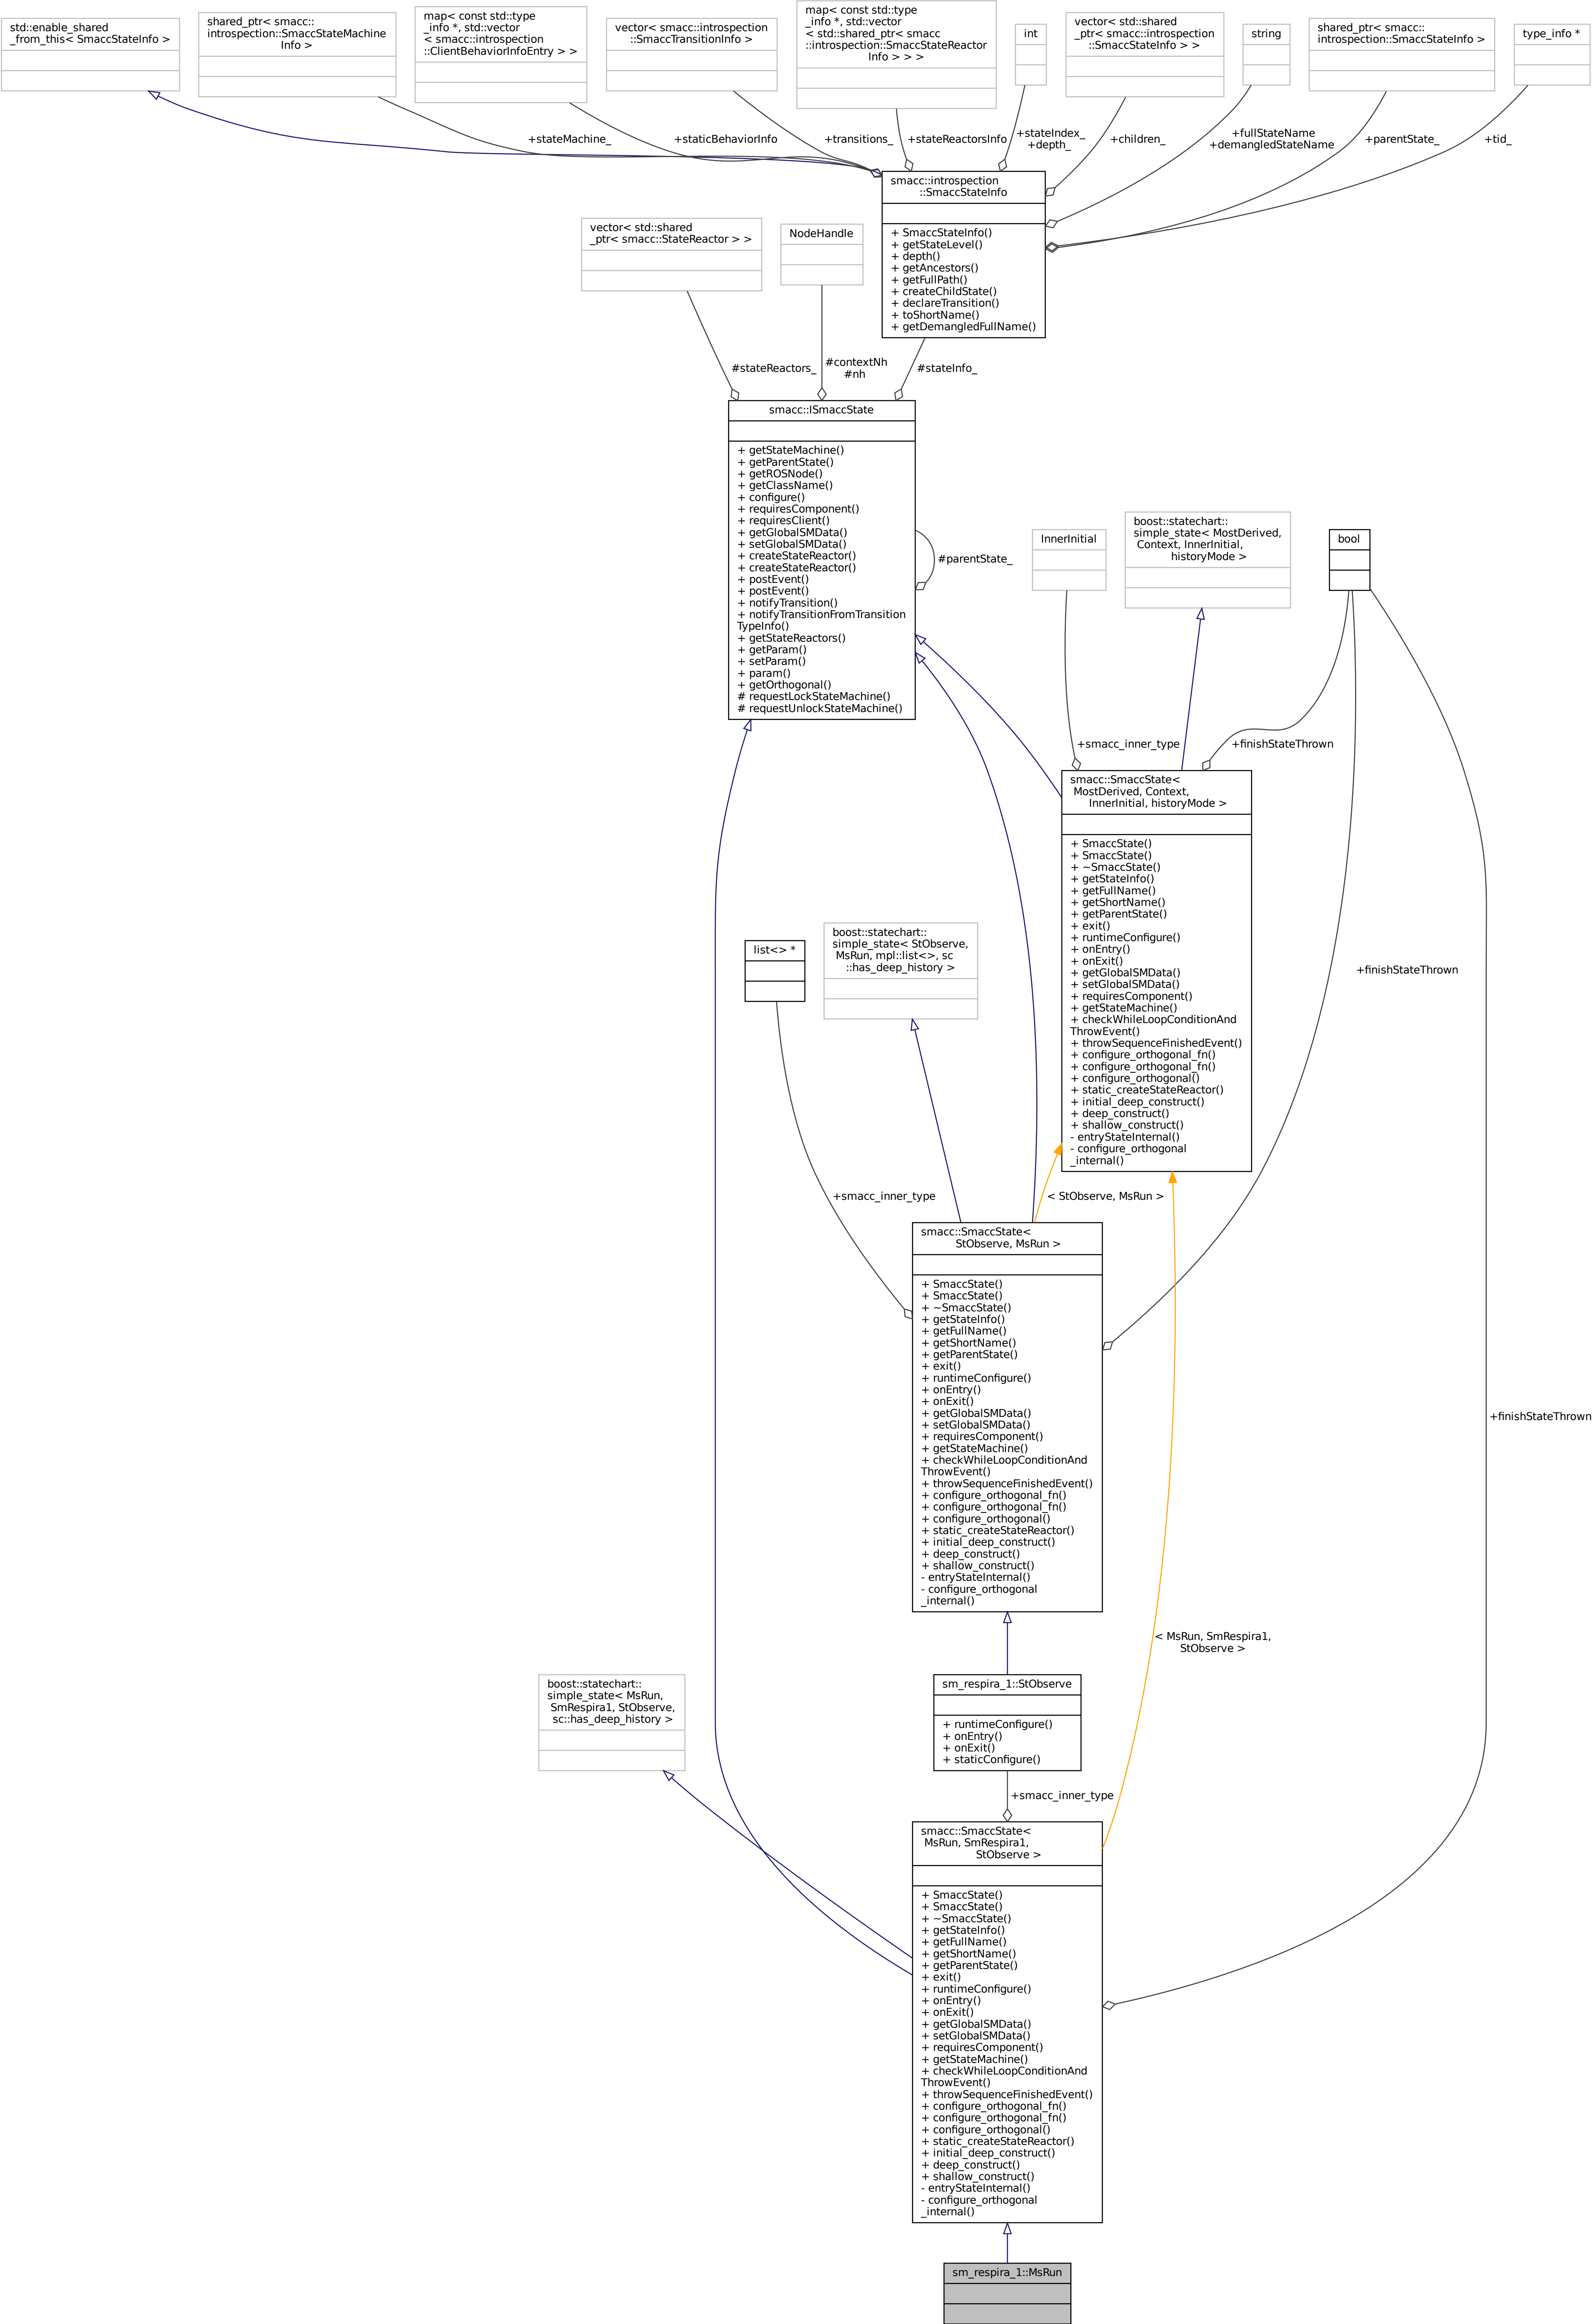 std::enable_shared
_from_this< SmaccStateInfo >
shared_ptr< smacc::
introspection::SmaccStateMachine
Info >
map< const std::type
_info *, std::vector
< smacc::introspection
::ClientBehaviorInfoEntry > >
vector< smacc::introspection
::SmaccTransitionInfo >
map< const std::type
_info *, std::vector
< std::shared_ptr< smacc
::introspection::SmaccStateReactor
Info > > >
int
vector< std::shared
_ptr< smacc::introspection
::SmaccStateInfo > >
string
shared_ptr< smacc::
introspection::SmaccStateInfo >
type_info *
+stateMachine_
+staticBehaviorInfo
+transitions_
+stateReactorsInfo
+stateIndex_
+depth_
+children_
+fullStateName
+demangledStateName
+parentState_
+tid_
smacc::introspection
::SmaccStateInfo
+ SmaccStateInfo()
+ getStateLevel()
+ depth()
+ getAncestors()
+ getFullPath()
+ createChildState()
+ declareTransition()
+ toShortName()
+ getDemangledFullName()
vector< std::shared
_ptr< smacc::StateReactor > >
NodeHandle
#stateReactors_
#contextNh
#nh
#stateInfo_
smacc::ISmaccState
+ getStateMachine()
+ getParentState()
+ getROSNode()
+ getClassName()
+ configure()
+ requiresComponent()
+ requiresClient()
+ getGlobalSMData()
+ setGlobalSMData()
+ createStateReactor()
+ createStateReactor()
+ postEvent()
+ postEvent()
+ notifyTransition()
+ notifyTransitionFromTransition
TypeInfo()
+ getStateReactors()
+ getParam()
+ setParam()
+ param()
+ getOrthogonal()
# requestLockStateMachine()
# requestUnlockStateMachine()
#parentState_
InnerInitial
boost::statechart::
simple_state< MostDerived,
Context, InnerInitial,
historyMode >
bool
+smacc_inner_type
+finishStateThrown
smacc::SmaccState<
MostDerived, Context,
InnerInitial, historyMode >
+ SmaccState()
+ SmaccState()
+ ~SmaccState()
+ getStateInfo()
+ getFullName()
+ getShortName()
+ getParentState()
+ exit()
+ runtimeConfigure()
+ onEntry()
+ onExit()
+ getGlobalSMData()
+ setGlobalSMData()
+ requiresComponent()
+ getStateMachine()
+ checkWhileLoopConditionAnd
ThrowEvent()
+ throwSequenceFinishedEvent()
+ configure_orthogonal_fn()
+ configure_orthogonal_fn()
+ configure_orthogonal()
+ static_createStateReactor()
+ initial_deep_construct()
+ deep_construct()
+ shallow_construct()
- entryStateInternal()
- configure_orthogonal
_internal()
list<> *
boost::statechart::
simple_state< StObserve,
MsRun, mpl::list<>, sc
::has_deep_history >
+finishStateThrown
+smacc_inner_type
< StObserve, MsRun >
smacc::SmaccState<
StObserve, MsRun >
+ SmaccState()
+ SmaccState()
+ ~SmaccState()
+ getStateInfo()
+ getFullName()
+ getShortName()
+ getParentState()
+ exit()
+ runtimeConfigure()
+ onEntry()
+ onExit()
+ getGlobalSMData()
+ setGlobalSMData()
+ requiresComponent()
+ getStateMachine()
+ checkWhileLoopConditionAnd
ThrowEvent()
+ throwSequenceFinishedEvent()
+ configure_orthogonal_fn()
+ configure_orthogonal_fn()
+ configure_orthogonal()
+ static_createStateReactor()
+ initial_deep_construct()
+ deep_construct()
+ shallow_construct()
- entryStateInternal()
- configure_orthogonal
_internal()
+finishStateThrown
< MsRun, SmRespira1,
StObserve >
boost::statechart::
simple_state< MsRun,
SmRespira1, StObserve,
sc::has_deep_history >
sm_respira_1::StObserve
+ runtimeConfigure()
+ onEntry()
+ onExit()
+ staticConfigure()
+smacc_inner_type
smacc::SmaccState<
MsRun, SmRespira1,
StObserve >
+ SmaccState()
+ SmaccState()
+ ~SmaccState()
+ getStateInfo()
+ getFullName()
+ getShortName()
+ getParentState()
+ exit()
+ runtimeConfigure()
+ onEntry()
+ onExit()
+ getGlobalSMData()
+ setGlobalSMData()
+ requiresComponent()
+ getStateMachine()
+ checkWhileLoopConditionAnd
ThrowEvent()
+ throwSequenceFinishedEvent()
+ configure_orthogonal_fn()
+ configure_orthogonal_fn()
+ configure_orthogonal()
+ static_createStateReactor()
+ initial_deep_construct()
+ deep_construct()
+ shallow_construct()
- entryStateInternal()
- configure_orthogonal
_internal()
sm_respira_1::MsRun